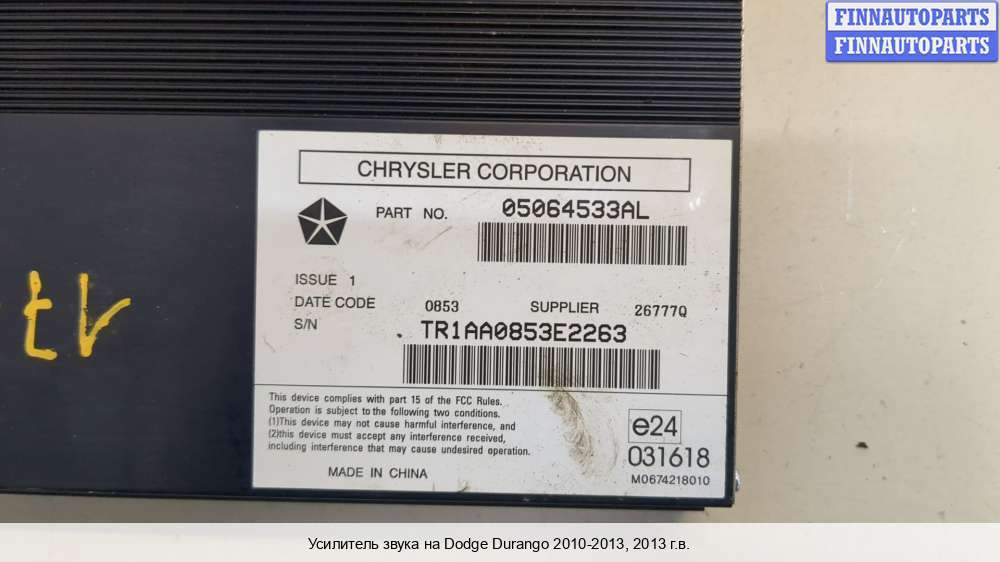 FINNAUTOPARTS
FINNAUTOPARTS
CHRYSLER CORPORATION
PART NO. 05064533AL
ISSUE 1
DATE CODE 0853 SUPPLIER 26777Q
S/N TR1AA0853E2263
This device complies with part 15 of the FCC Rules.
Operation is subject to the following two conditions.
(1)This device may not cause harmful interference, and
(2)this device must accept any interference received,
including interference that may cause undesired operation.
e24
031618
MADE IN CHINA
M0674218010
Усилитель звука на Dodge Durango 2010-2013, 2013 г.в.